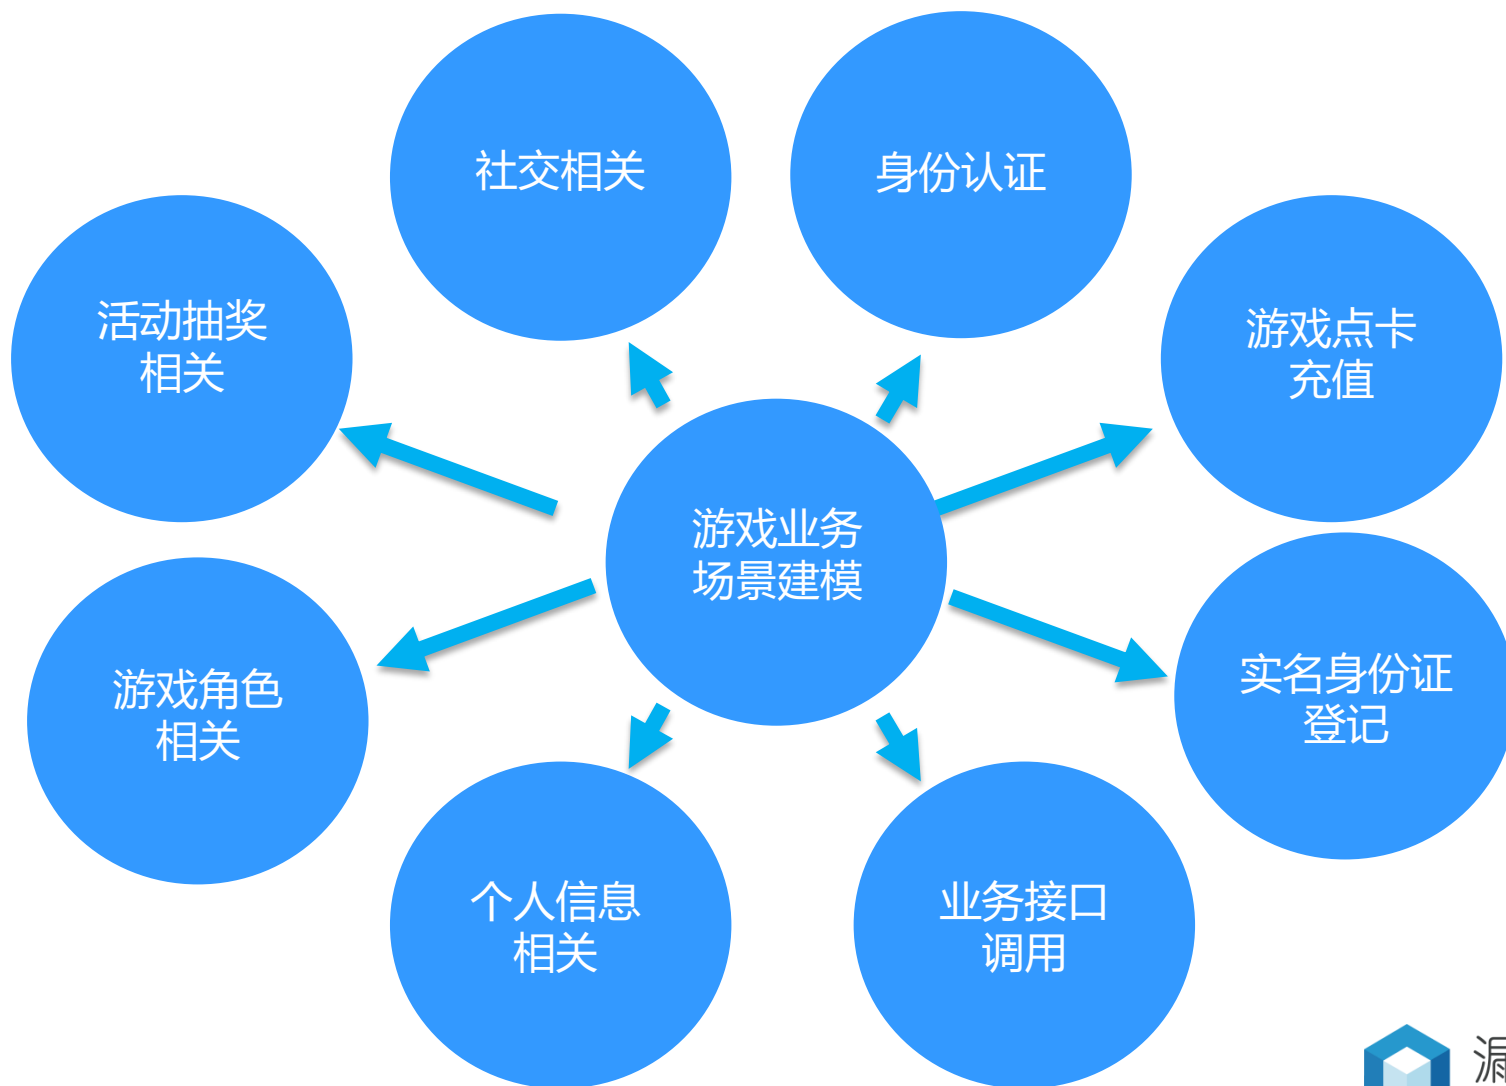 社交相关
身份认证
活动抽奖
相关
游戏点卡
充值
游戏业务
场景建模
游戏角色
相关
实名身份证
登记
个人信息
相关
业务接口
调用
漏